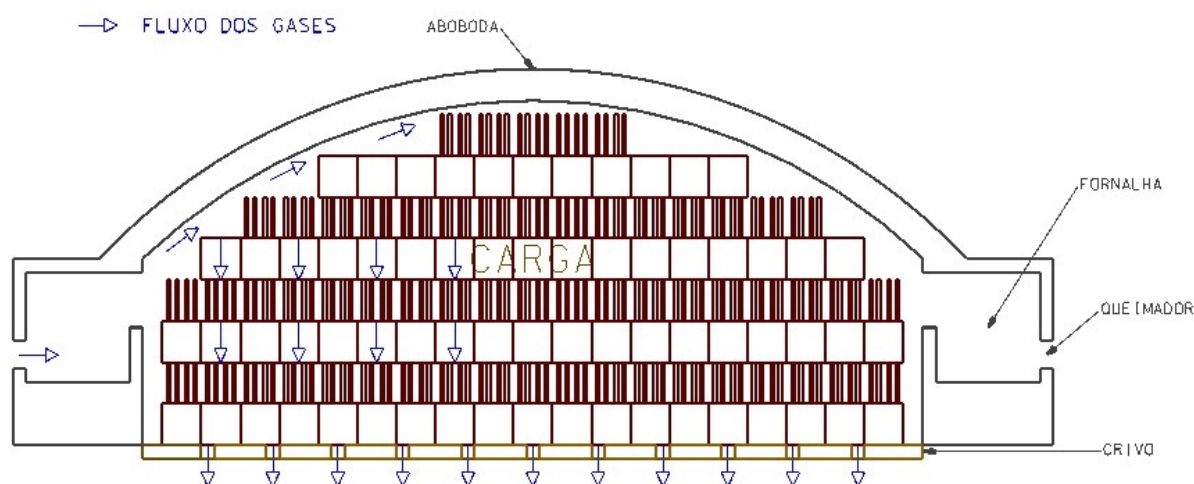 FLUXO DOS GASES
ABOBODA
FORNALHA
CARGA
QUEIMADOR
CRIVO